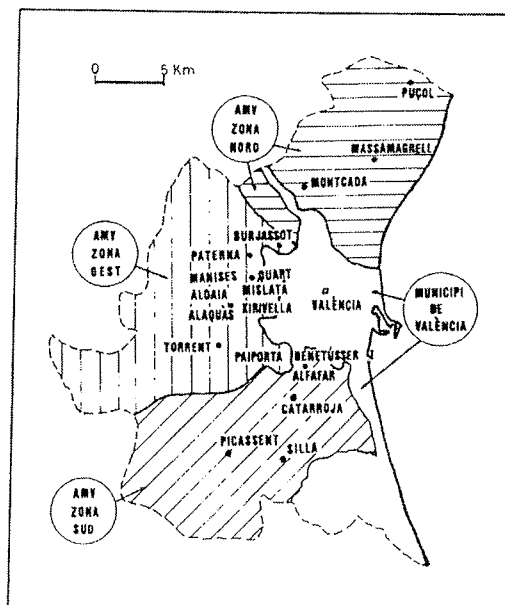 0 5 Km
PUÇOL
AMV
ZONA
NORD
MASSAMAGRELL
MONTCADA
BURJASSOT
AMV
ZONA
OEST
PATERNA
MANISES QUART
ALDAIA MISLATA
ALAQUAS XIRIVELLA
VALÈNCIA
MUNICIPI
DE
VALÈNCIA
TORRENT
PAIPORTA BENETÚSSER
ALFAFAR
CATARROJA
PICASSENT
SILLA
AMV
ZONA
SUD